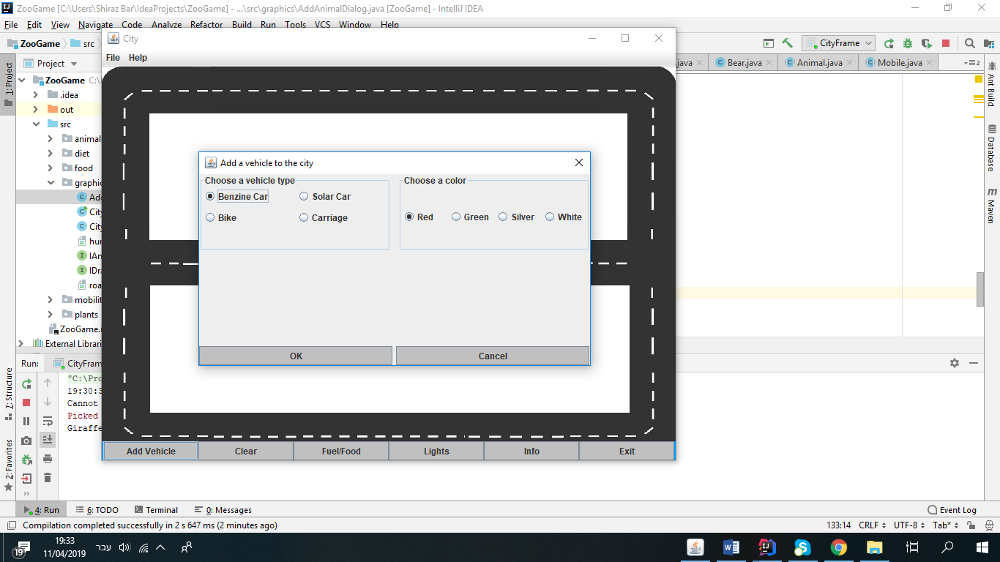 ZooGame [C:\Users\Shiraz Bar\IdeaProjects\ZooGame] - ...\src\graphics\AddAnimalDialog.java [ZooGame] - IntelliJ IDEA
File Edit View Navigate Code Analyze Refactor Build Run Tools VCS Window Help
ZooGame src CityFrame
Project .java Bear.java Animal.java Mobile.java 2
1: Project
7: Structure
2: Favorites
Ant Build
Database
Maven
ZooGame C:\
.idea
out
src
animal
diet
food
graphic
Add
City
City
IAn
IDra
roa
mobilit
plants
ZooGame.i
External Librari
City
File Help
Add a vehicle to the city
Choose a vehicle type Choose a color
Benzine Car Solar Car
Bike Carriage
Red Green Silver White
OK Cancel
Add Vehicle Clear Fuel/Food Lights Info Exit
Run: CityFram
"C:\Pro
19:30:3
Cannot
Picked
Giraffe
4: Run 6: TODO Terminal 0: Messages Event Log
Compilation completed successfully in 2 s 647 ms (2 minutes ago) 133:14 CRLF UTF-8 Tab*
19 19:33 עבר
11/04/2019